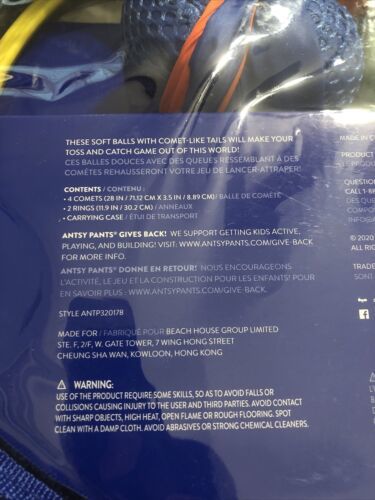 THESE SOFT BALLS WITH COMET-LIKE TAILS WILL MAKE YOUR
TOSS AND CATCH GAME OUT OF THIS WORLD!
CES BALLES DOUCES AVEC DES QUEUES RESSEMBLANT À DES
COMÈTES REHAUSSERONT VOTRE JEU DE LANCER-ATTRAPER!
CONTENTS / CONTENU :
• 4 COMETS (28 IN / 71.12 CM X 3.5 IN / 8.89 CM)/ BALLE DE COMÈTE
• 2 RINGS (11.9 IN / 30.2 CM) / ANNEAUX
• CARRYING CASE / ÉTUI DE TRANSPORT
ANTSY PANTS® GIVES BACK! WE SUPPORT GETTING KIDS ACTIVE,
PLAYING, AND BUILDING! VISIT: WWW.ANTSYPANTS.COM/GIVE-BACK
FOR MORE INFO.
ANTSY PANTS® DONNE EN RETOUR! NOUS ENCOURAGEONS
L'ACTIVITÉ, LE JEU ET LA CONSTRUCTION POUR LES ENFANTS! POUR
EN SAVOIR PLUS : WWW.ANTSYPANTS.COM/GIVE-BACK.
STYLE ANTP320178
MADE FOR / FABRIQUÉ POUR BEACH HOUSE GROUP LIMITED
STE. F, 2/F, W. GATE TOWER, 7 WING HONG STREET
CHEUNG SHA WAN, KOWLOON, HONG KONG
⚠ WARNING:
USE OF THE PRODUCT REQUIRE SOME SKILLS, SO AS TO AVOID FALLS OR
COLLISIONS CAUSING INJURY TO THE USER AND THIRD PARTIES. AVOID CONTACT
WITH SHARP OBJECTS, HIGH HEAT, OPEN FLAME OR ROUGH FLOORING. SPOT
CLEAN WITH A DAMP CLOTH. AVOID ABRASIVES OR STRONG CHEMICAL CLEANERS.
MADE IN
PRODUCT
LE PRODU
QUESTION
CALL 1-8
COMPOS
INFO@A
© 2020
ALL RIG
TRADE
SONT